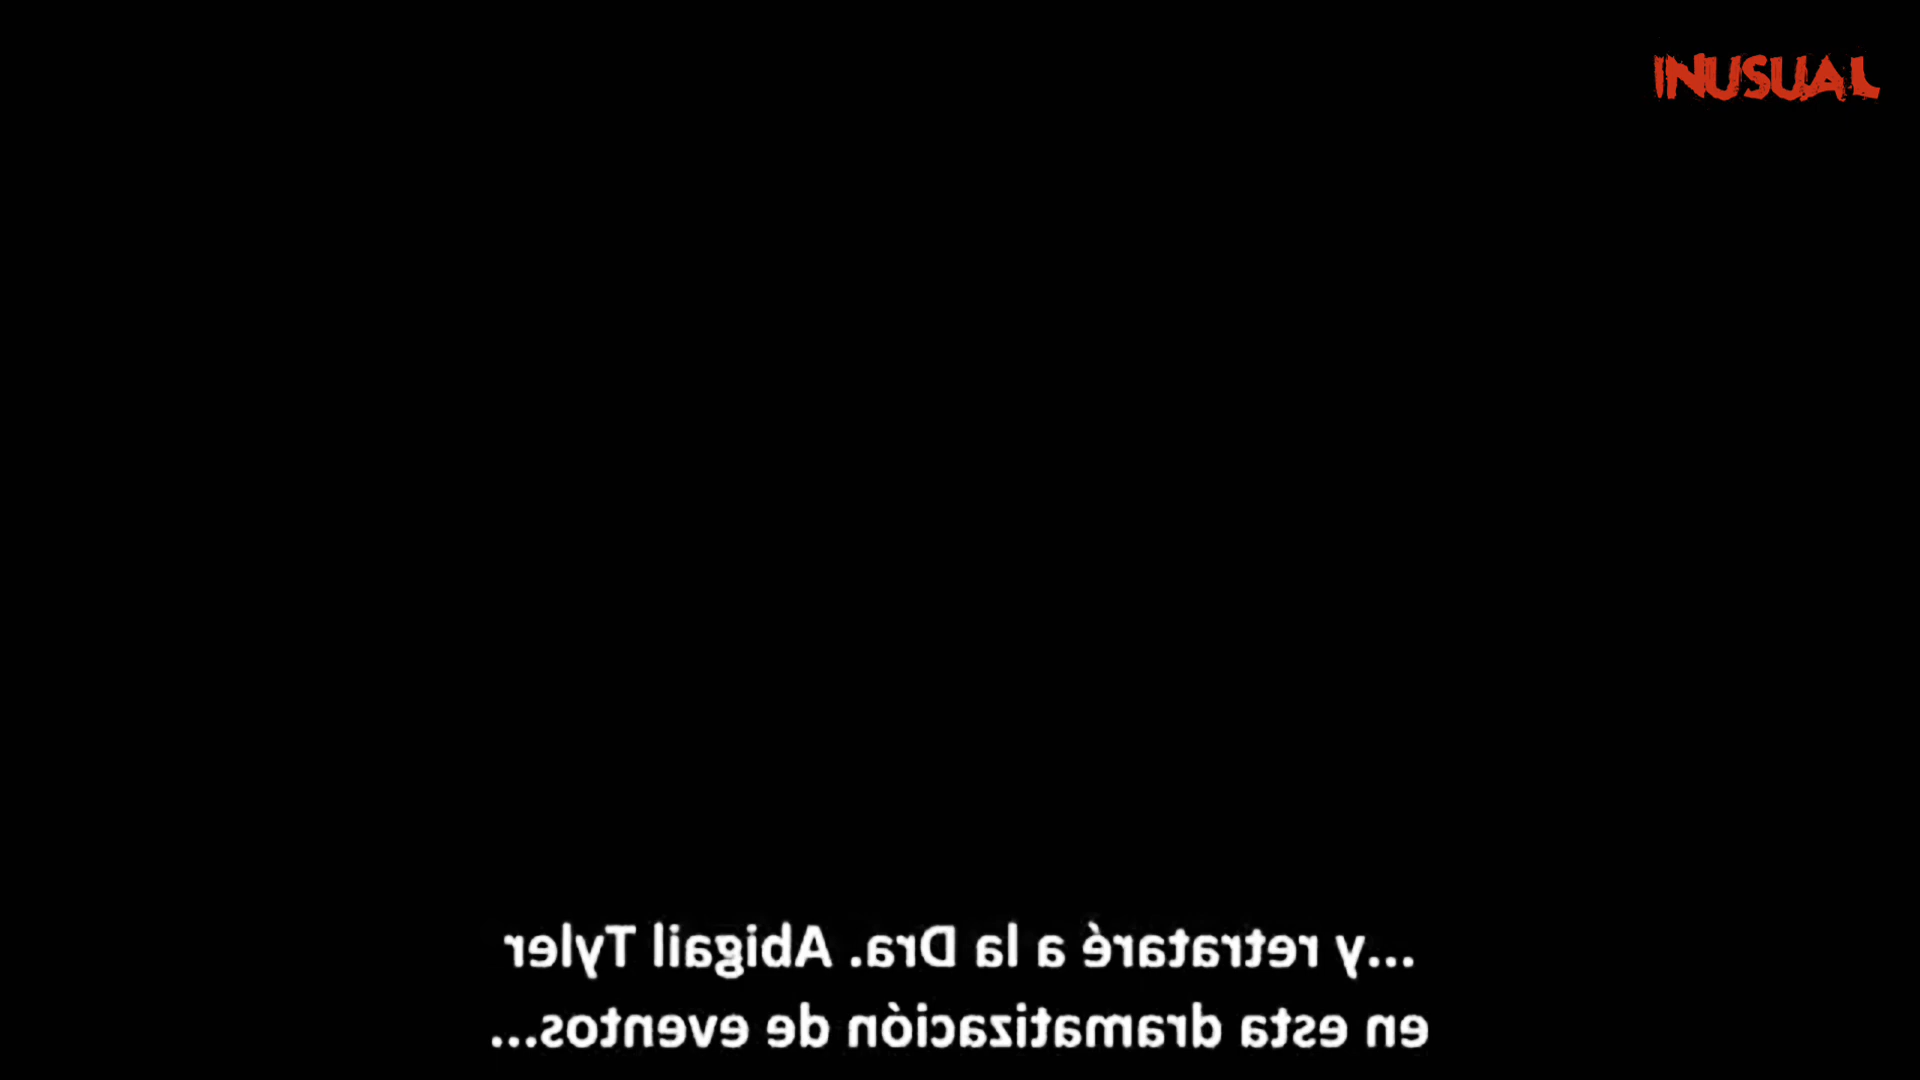 INUSUAL
...y retrataré a la Dra. Abigail Tyler
en esta dramatización de eventos...